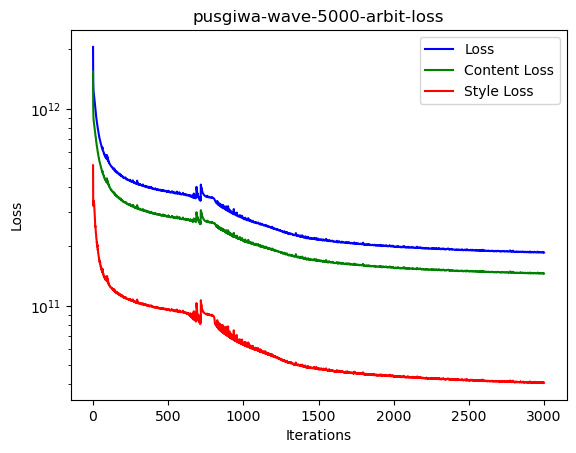 pusgiwa-wave-5000-arbit-loss
Loss
Content Loss
Style Loss
10¹²
10¹¹
Loss
0 500 1000 1500 2000 2500 3000
Iterations